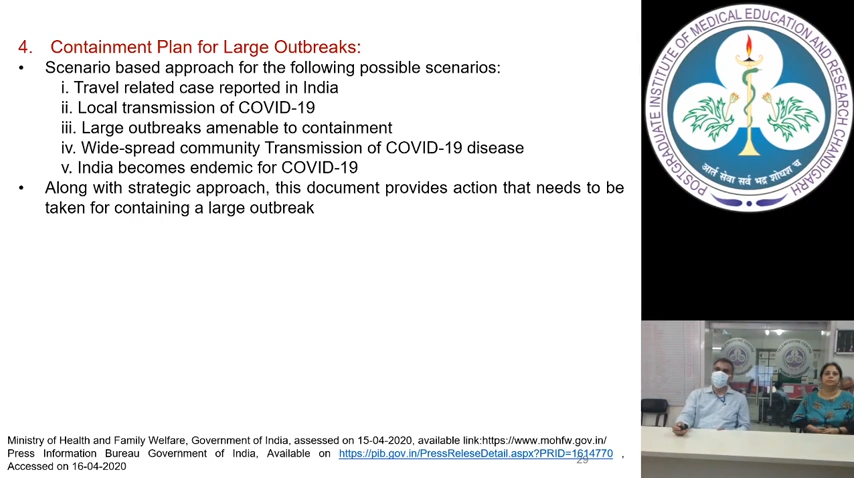 4. Containment Plan for Large Outbreaks:
• Scenario based approach for the following possible scenarios:
i. Travel related case reported in India
ii. Local transmission of COVID-19
iii. Large outbreaks amenable to containment
iv. Wide-spread community Transmission of COVID-19 disease
v. India becomes endemic for COVID-19
• Along with strategic approach, this document provides action that needs to be
taken for containing a large outbreak
Ministry of Health and Family Welfare, Government of India, assessed on 15-04-2020, available link:https://www.mohfw.gov.in/
Press Information Bureau Government of India, Available on https://pib.gov.in/PressReleseDetail.aspx?PRID=1614770 ,
Accessed on 16-04-2020
29
POSTGRADUATE INSTITUTE OF MEDICAL EDUCATION AND RESEARCH CHANDIGARH
आर्त सेवा सर्व भद्र शोधश्च